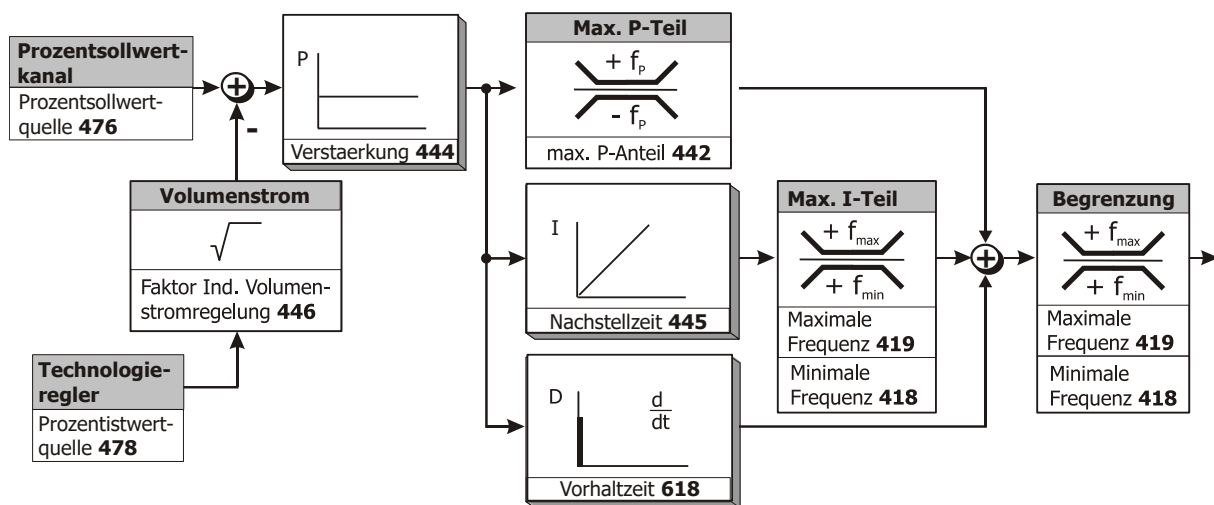 Prozentsollwert-
kanal
Prozentsollwert-
quelle 476
+
-
P
Verstaerkung 444
Max. P-Teil
+ fP
- fP
max. P-Anteil 442
Volumenstrom
√
Faktor Ind. Volumen-
stromregelung 446
Technologie-
regler
Prozentistwert-
quelle 478
I
Nachstellzeit 445
Max. I-Teil
+ fmax
+ fmin
Maximale
Frequenz 419
Minimale
Frequenz 418
D
d
dt
Vorhaltzeit 618
+
Begrenzung
+ fmax
+ fmin
Maximale
Frequenz 419
Minimale
Frequenz 418